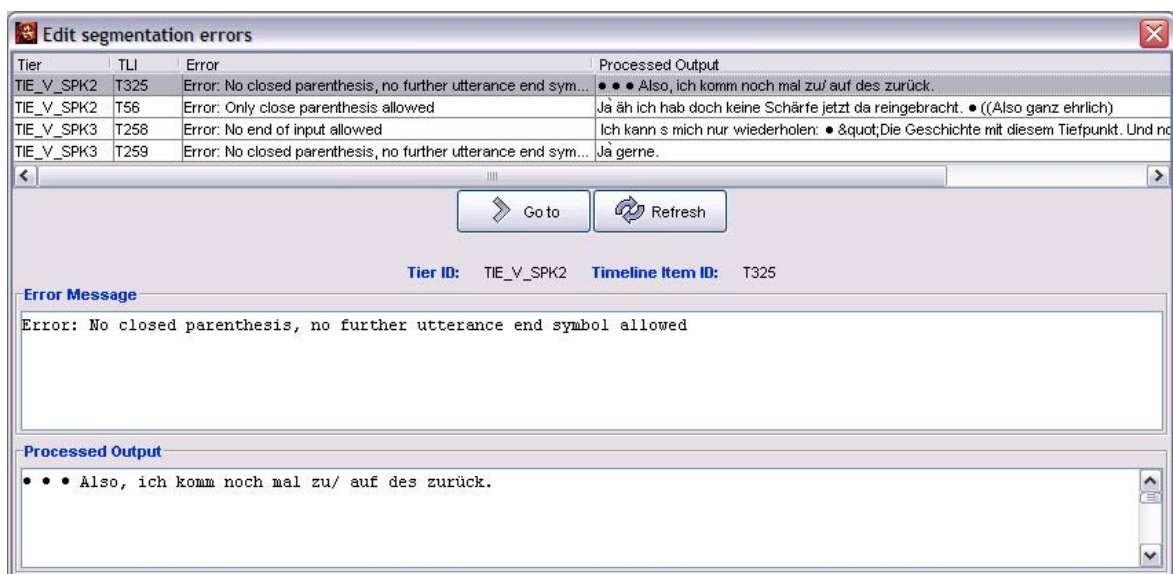 Edit segmentation errors
Tier TLI Error Processed Output
TIE_V_SPK2 T325 Error: No closed parenthesis, no further utterance end sym... ● ● ● Also, ich komm noch mal zu/ auf des zurück.
TIE_V_SPK2 T56 Error: Only close parenthesis allowed Jà äh ich hab doch keine Schärfe jetzt da reingebracht. ● ((Also ganz ehrlich)
TIE_V_SPK3 T258 Error: No end of input allowed Ich kann s mich nur wiederholen: ● &quot;Die Geschichte mit diesem Tiefpunkt. Und no
TIE_V_SPK3 T259 Error: No closed parenthesis, no further utterance end sym... Jà gerne.
Go to Refresh
Tier ID: TIE_V_SPK2 Timeline Item ID: T325
Error Message
Error: No closed parenthesis, no further utterance end symbol allowed
Processed Output
● ● ● Also, ich komm noch mal zu/ auf des zurück.